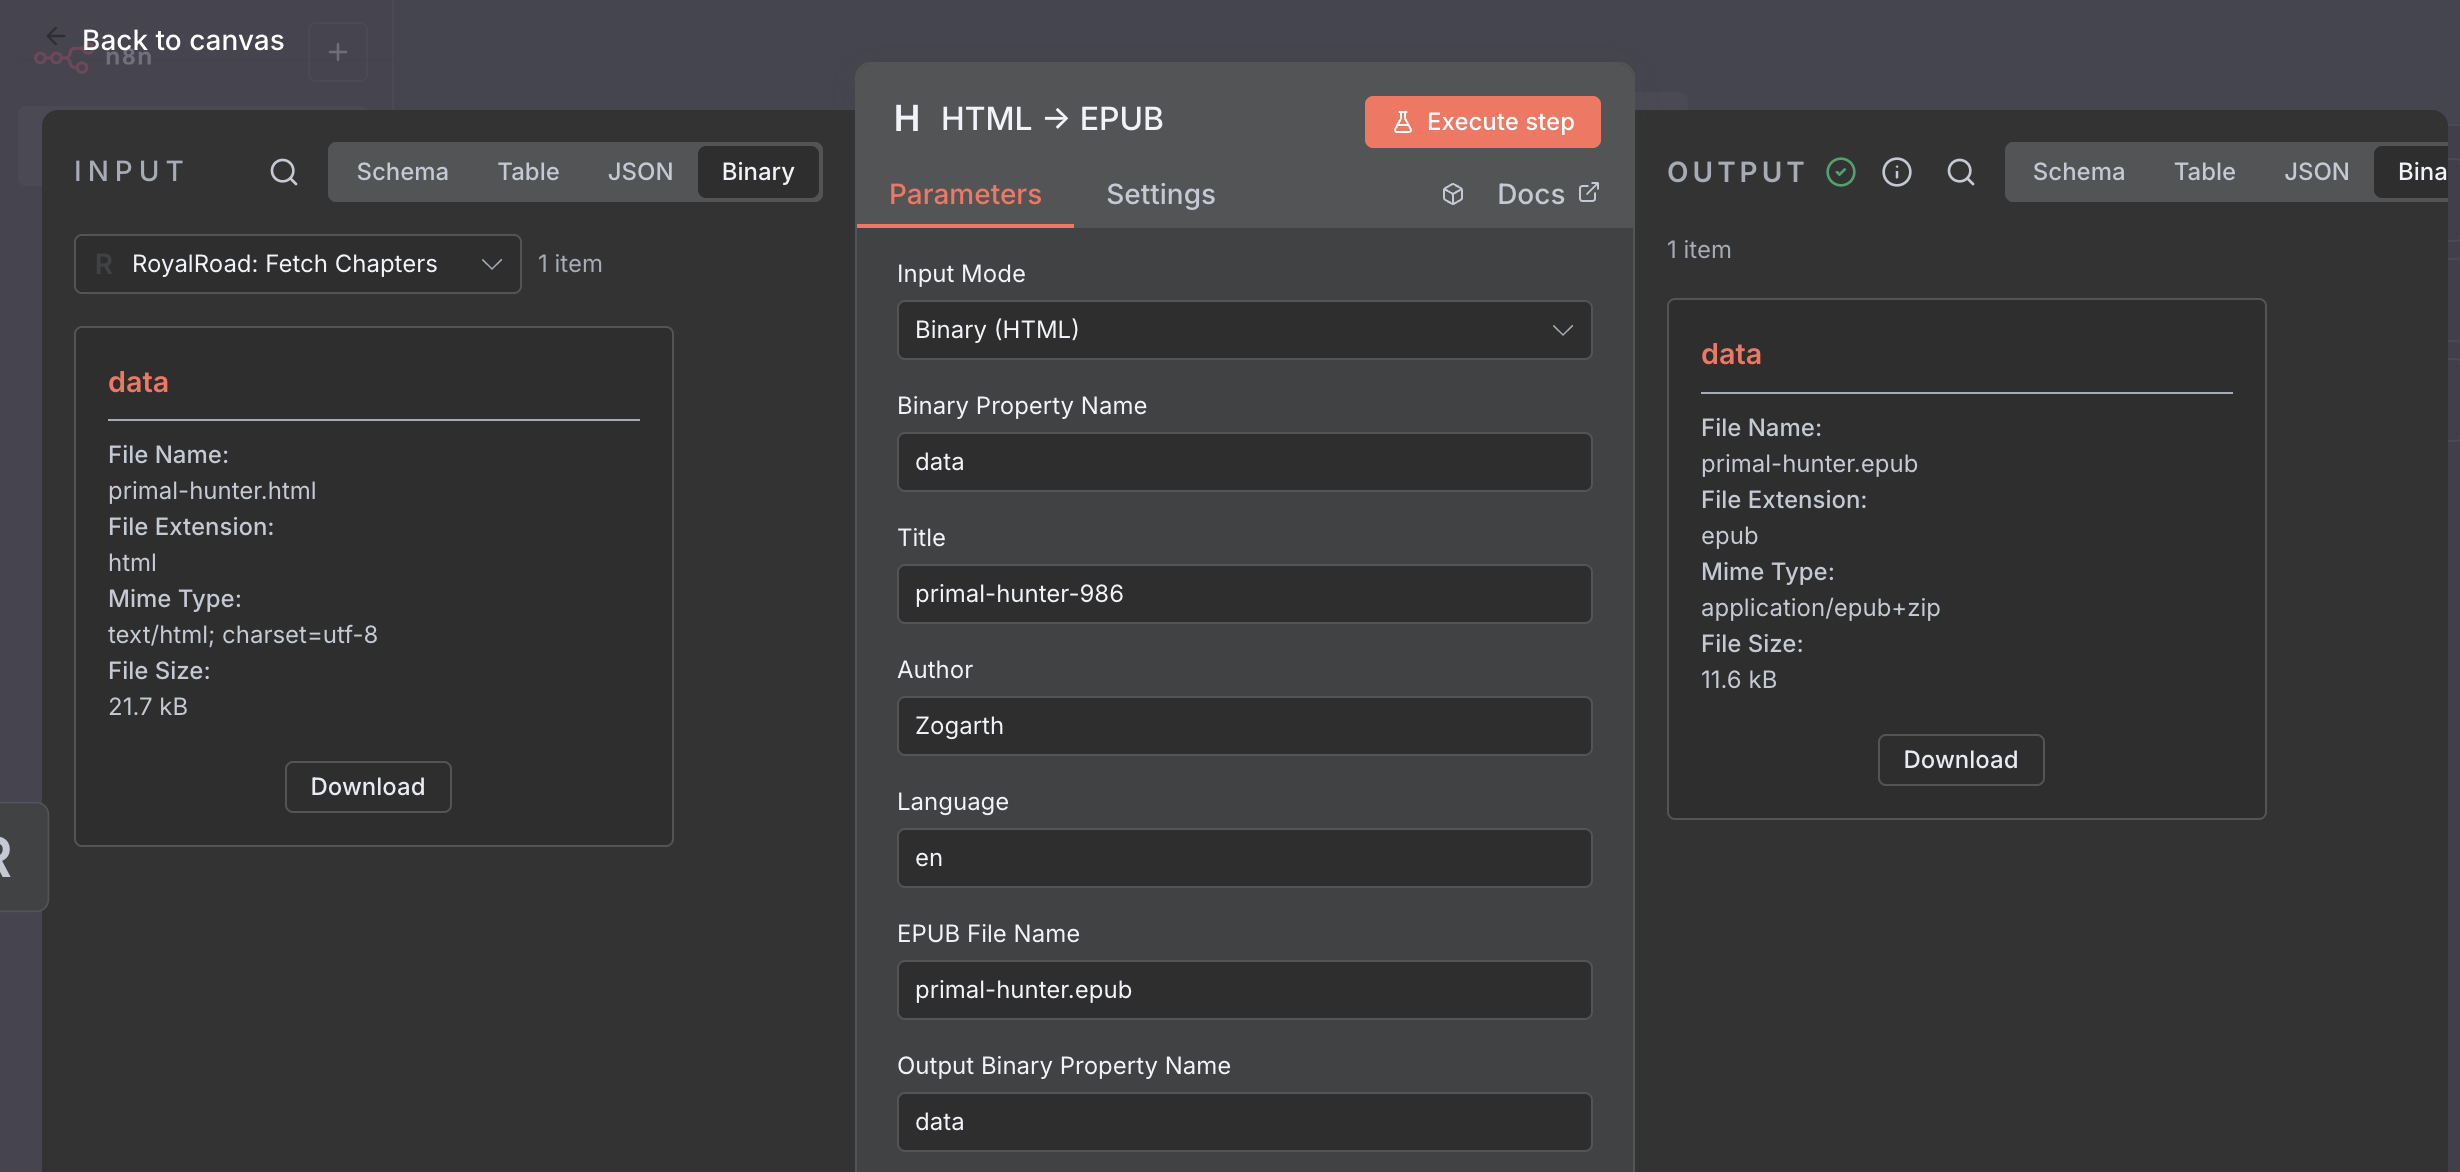 Back to canvas
n8n
INPUT
Schema
Table
JSON
Binary
R RoyalRoad: Fetch Chapters
1 item
data
File Name:
primal-hunter.html
File Extension:
html
Mime Type:
text/html; charset=utf-8
File Size:
21.7 kB
Download
R
H HTML → EPUB
Execute step
Parameters
Settings
Docs
Input Mode
Binary (HTML)
Binary Property Name
data
Title
primal-hunter-986
Author
Zogarth
Language
en
EPUB File Name
primal-hunter.epub
Output Binary Property Name
data
OUTPUT
Schema
Table
JSON
Bina
1 item
data
File Name:
primal-hunter.epub
File Extension:
epub
Mime Type:
application/epub+zip
File Size:
11.6 kB
Download